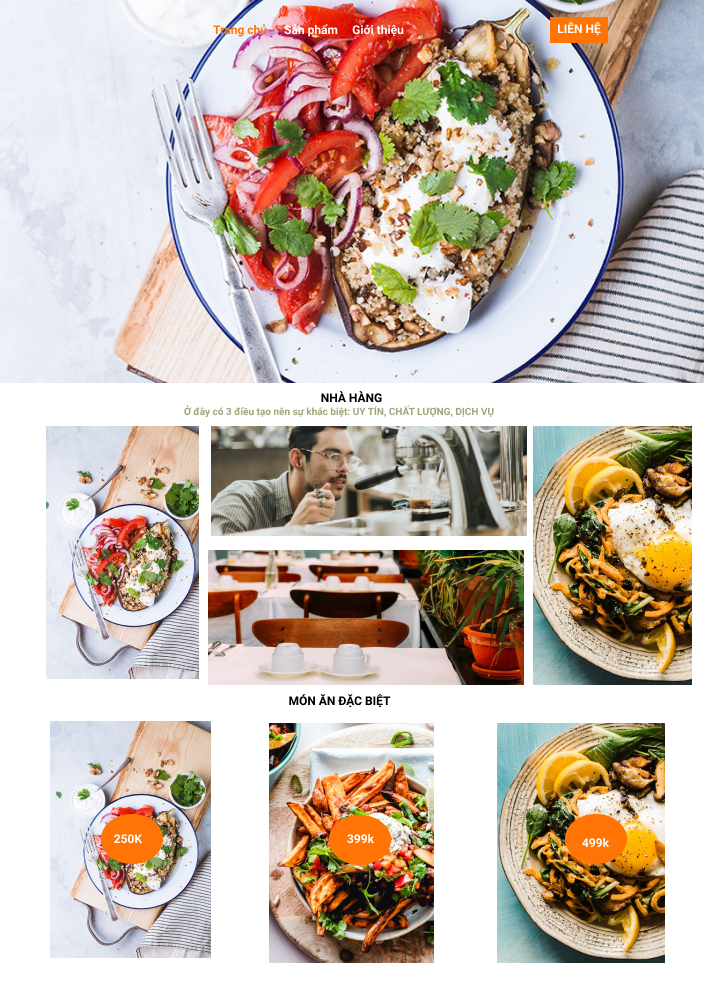 Trang chủ Sản phẩm Giới thiệu LIÊN HỆ
NHÀ HÀNG
Ở đây có 3 điều tạo nên sự khác biệt: UY TÍN, CHẤT LƯỢNG, DỊCH VỤ
MÓN ĂN ĐẶC BIỆT
250K 399k 499k